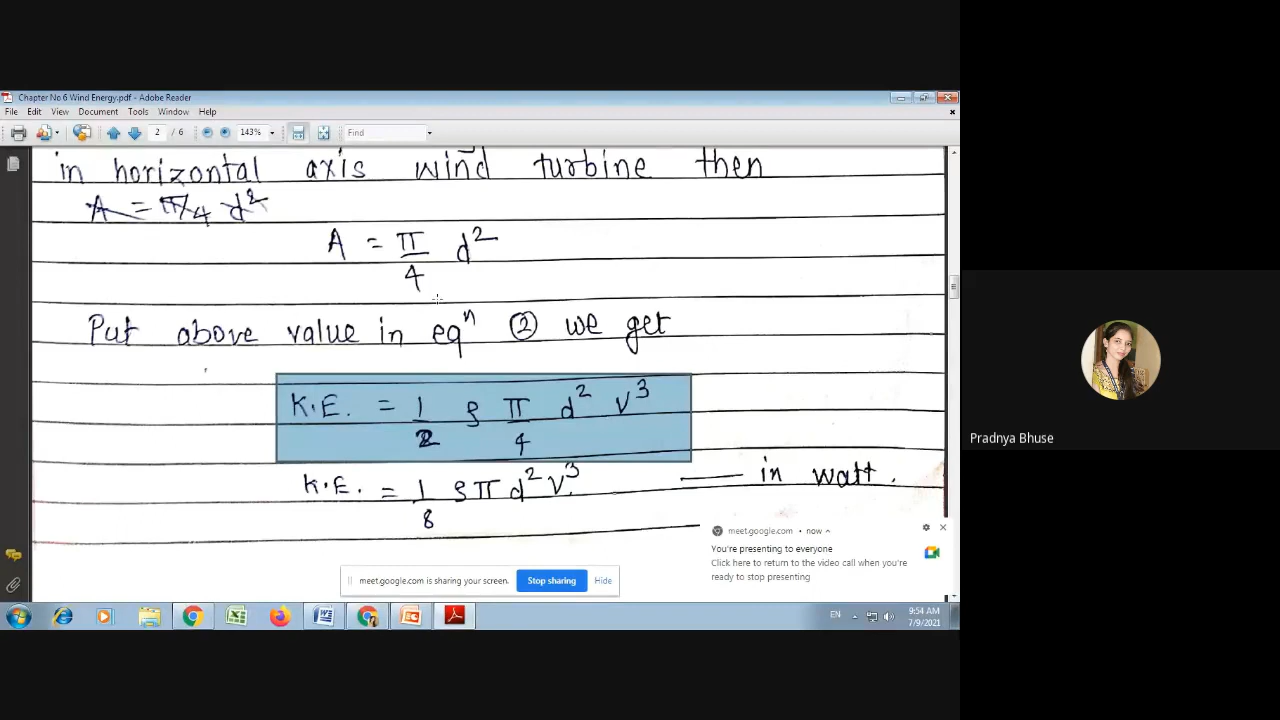 Chapter No 6 Wind Energy.pdf - Adobe Reader
File Edit View Document Tools Window Help
2 / 6 143% Find
in horizontal axis wind turbine then
A = π/4 d²
A = π/4 d²
Put above value in eqⁿ ② we get
K.E. = 1/2 ρ π/4 d² v³
K.E. = 1/8 ρ π d² v³ —— in watt.
meet.google.com • now
You're presenting to everyone
Click here to return to the video call when you're
ready to stop presenting
meet.google.com is sharing your screen. Stop sharing Hide
EN 9:54 AM
7/9/2021
Pradnya Bhuse